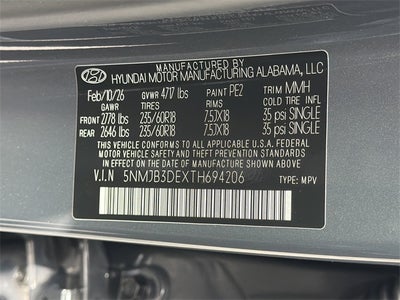 MANUFACTURED BY
HYUNDAI MOTOR MANUFACTURING ALABAMA, LLC
Feb/10/26 GVWR 4717 lbs PAINT PE2 TRIM MMH
GAWR TIRES RIMS COLD TIRE INFL
FRONT 2778 lbs 235/60R18 7.5JX18 35 psi SINGLE
REAR 2646 lbs 235/60R18 7.5JX18 35 psi SINGLE
THIS VEHICLE CONFORMS TO ALL APPLICABLE U.S.A. FEDERAL
MOTOR VEHICLE SAFETY STANDARDS IN EFFECT ON THE
DATE OF MANUFACTURE SHOWN ABOVE.
V.I.N 5NMJB3DEXTH694206 TYPE: MPV